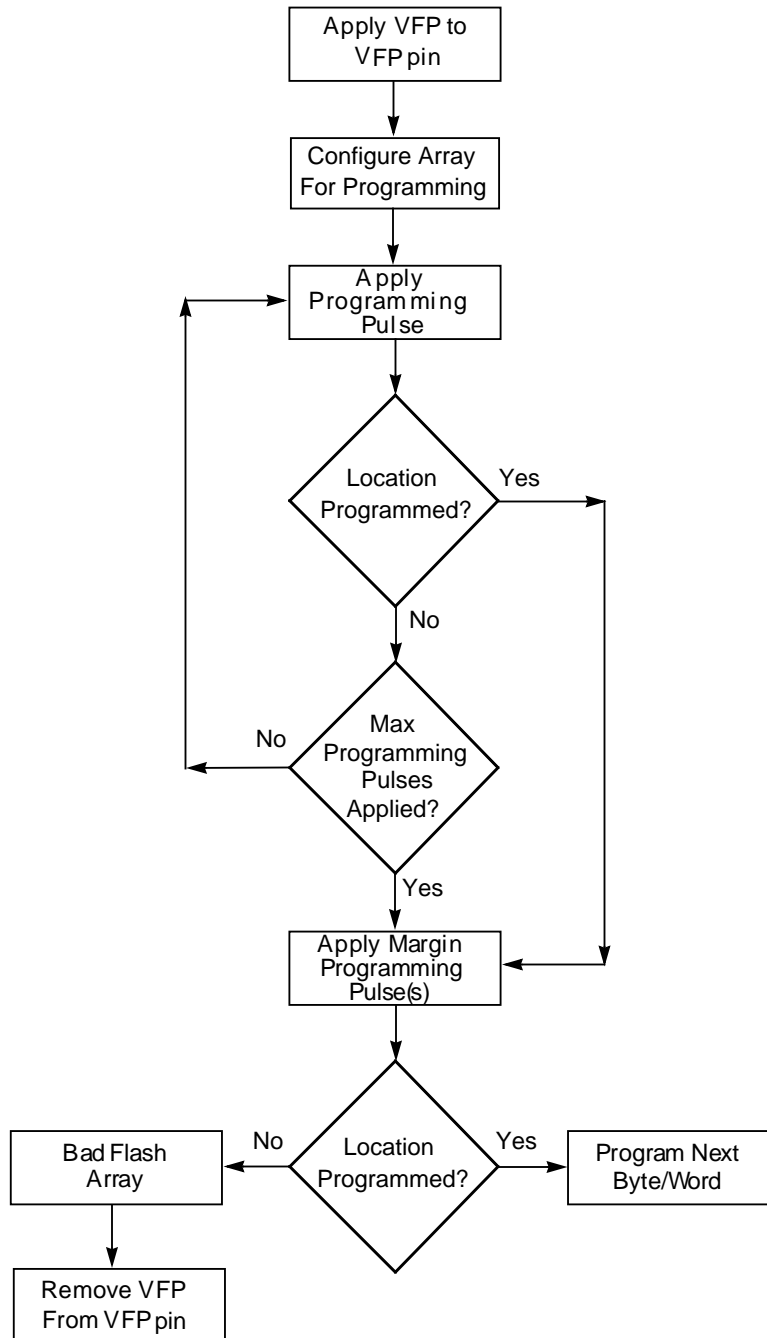 Apply VFP to
VFP pin
Configure Array
For Programming
Apply
Programming
Pulse
Location
Programmed?
Yes
No
Max
Programming
Pulses
Applied?
No
Yes
Apply Margin
Programming
Pulse(s)
Location
Programmed?
No
Yes
Bad Flash
Array
Program Next
Byte/Word
Remove VFP
From VFP pin